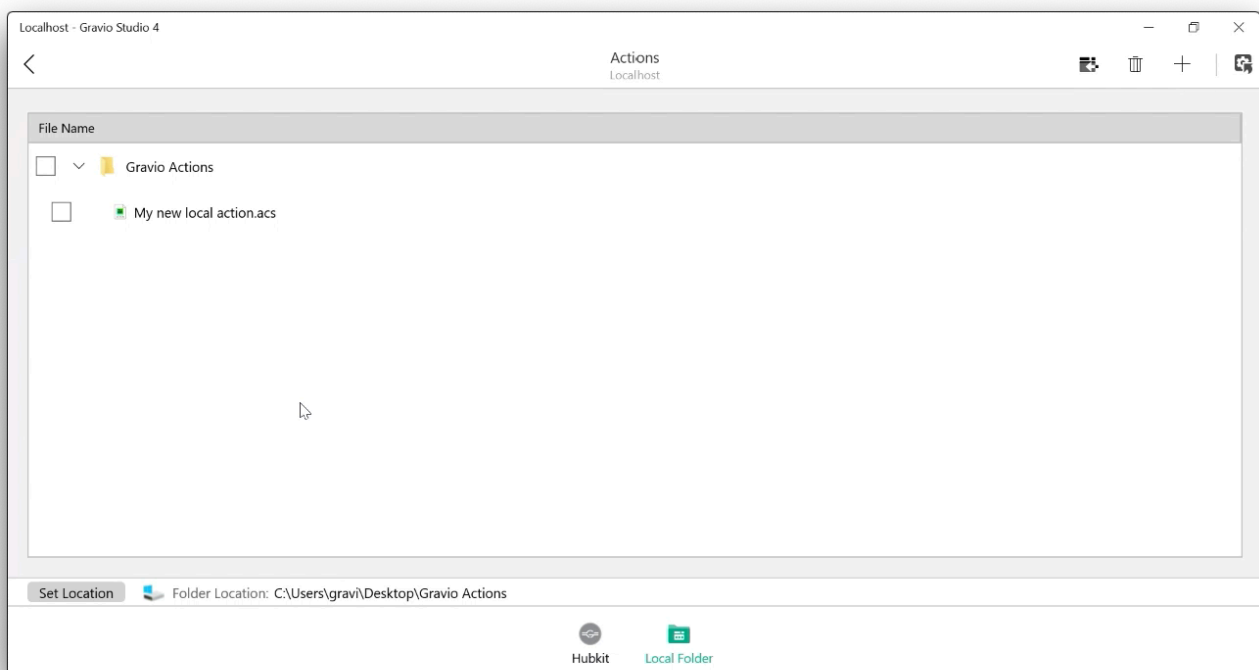 Localhost - Gravio Studio 4
Actions
Localhost
File Name
Gravio Actions
My new local action.acs
Set Location
Folder Location: C:\Users\gravi\Desktop\Gravio Actions
Hubkit
Local Folder